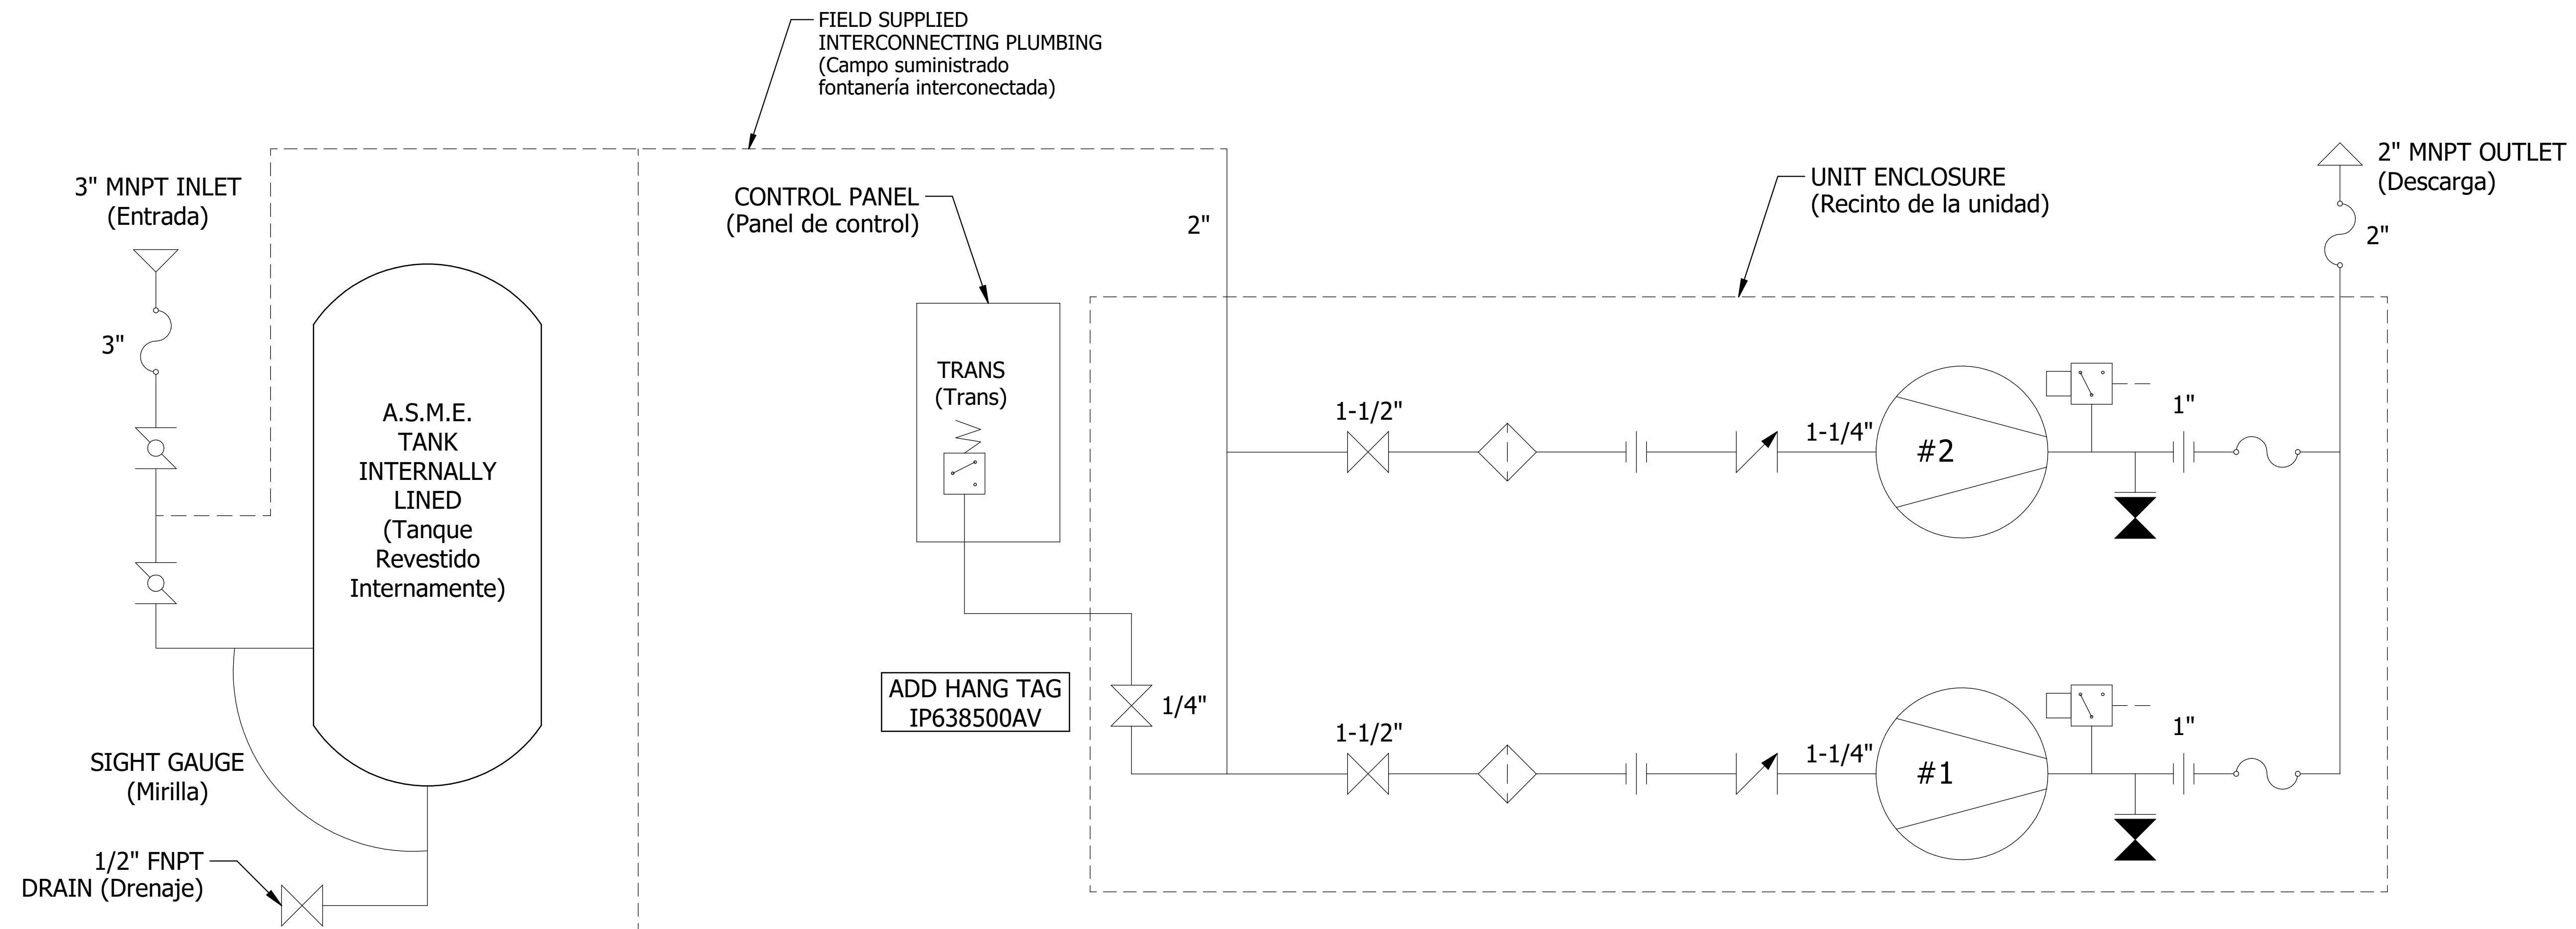 FIELD SUPPLIED
INTERCONNECTING PLUMBING
(Campo suministrado
fontanería interconectada)
3" MNPT INLET
(Entrada)
3"
A.S.M.E.
TANK
INTERNALLY
LINED
(Tanque
Revestido
Internamente)
SIGHT GAUGE
(Mirilla)
1/2" FNPT
DRAIN (Drenaje)
CONTROL PANEL
(Panel de control)
TRANS
(Trans)
ADD HANG TAG
IP638500AV
1/4"
2"
UNIT ENCLOSURE
(Recinto de la unidad)
2" MNPT OUTLET
(Descarga)
2"
1-1/2"
1-1/4"
#2
1"
1-1/2"
1-1/4"
#1
1"